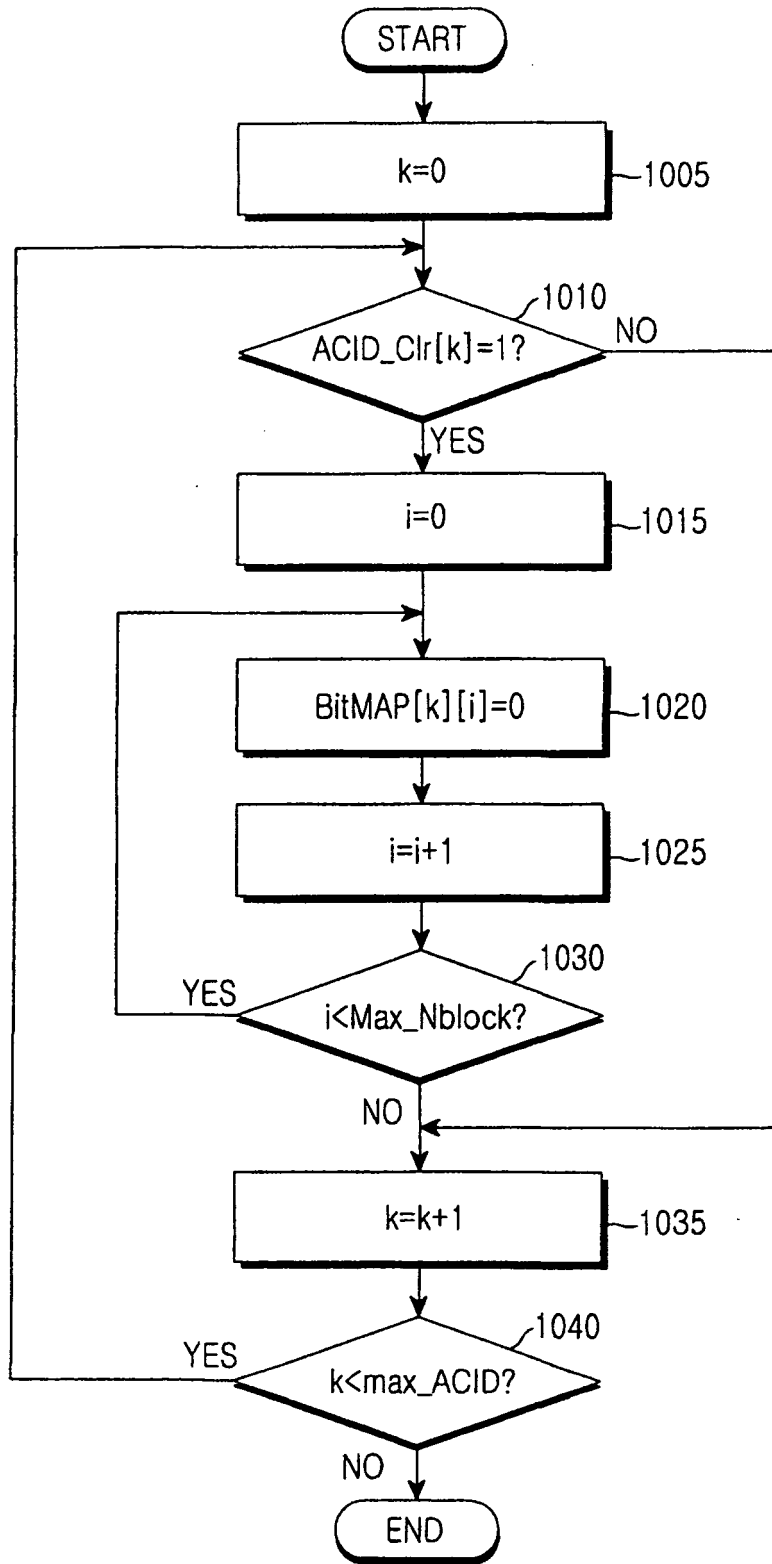 START
k=0
1005
1010
ACID_Clr[k]=1?
NO
YES
i=0
1015
BitMAP[k][i]=0
1020
i=i+1
1025
1030
YES
i<Max_Nblock?
NO
k=k+1
1035
1040
YES
k<max_ACID?
NO
END